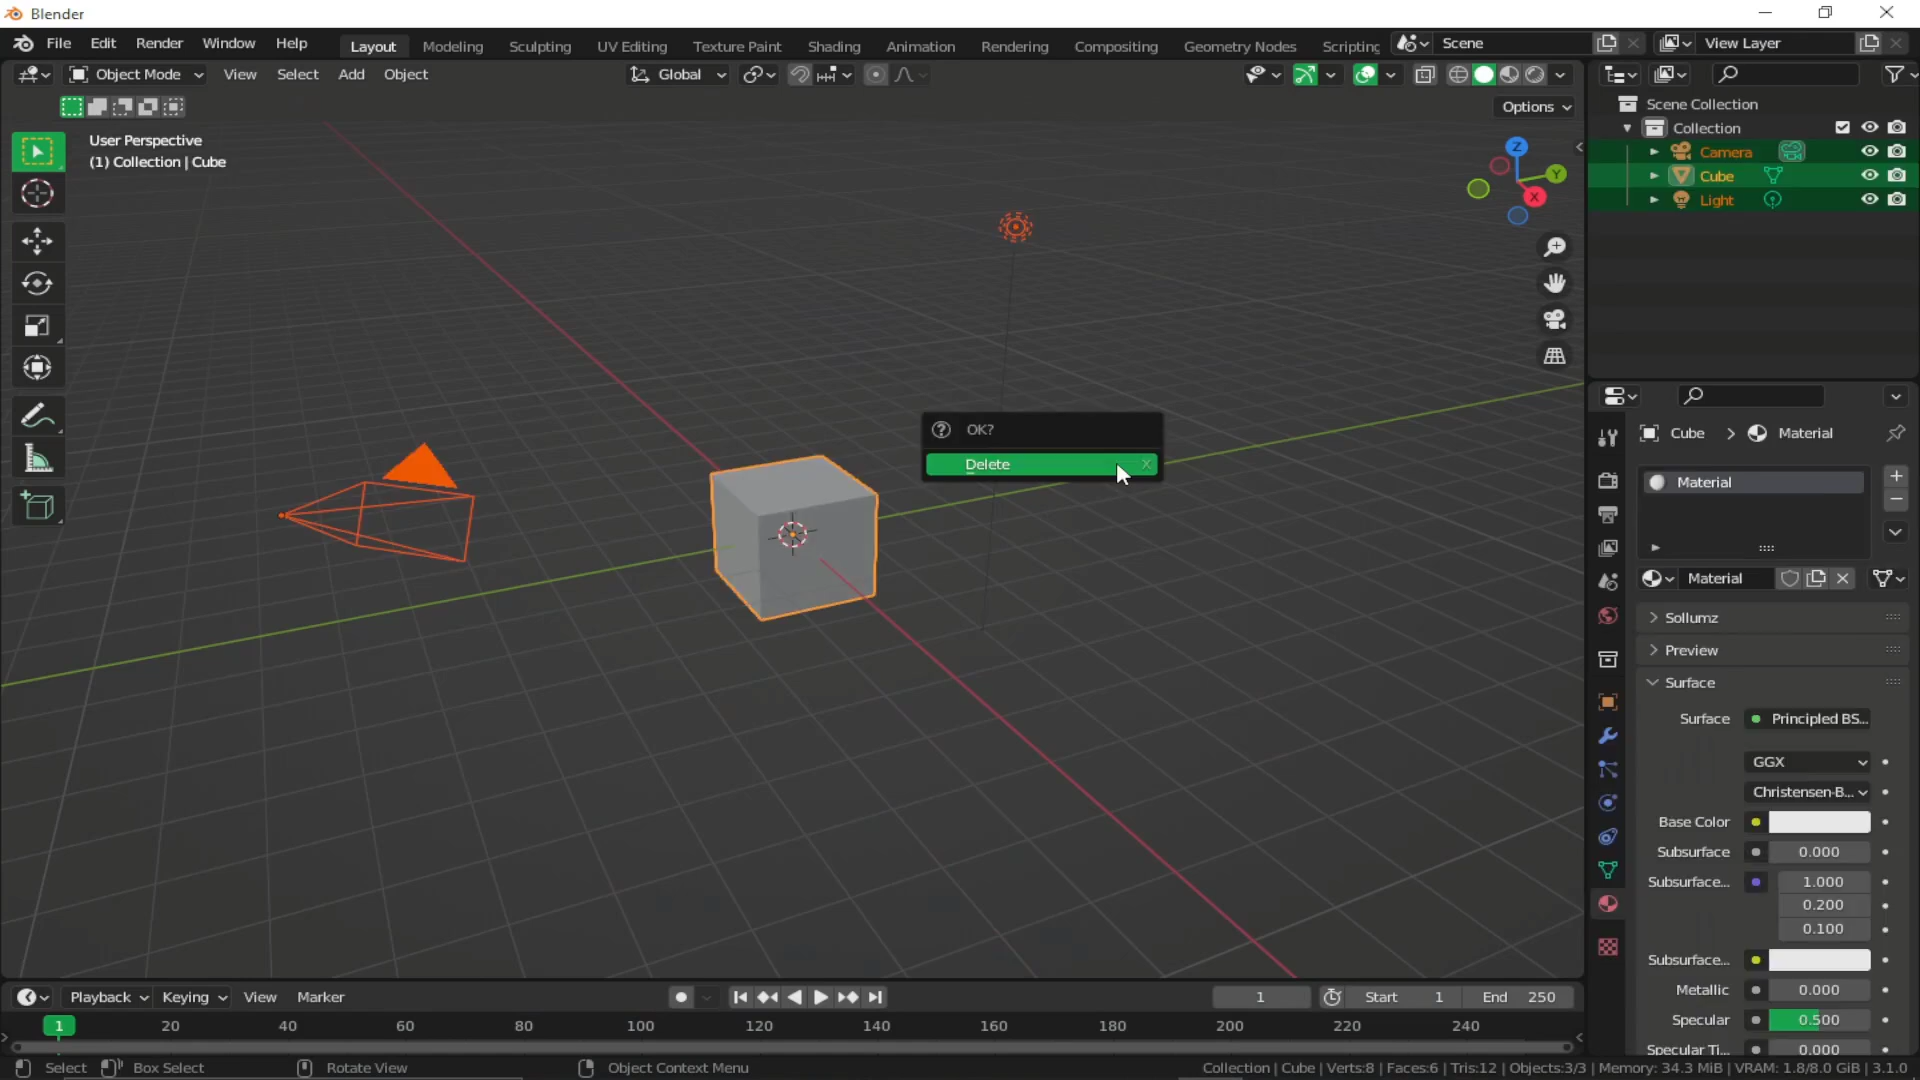 Blender
File Edit Render Window Help Layout Modeling Sculpting UV Editing Texture Paint Shading Animation Rendering Compositing Geometry Nodes Scripting Scene View Layer
Object Mode View Select Add Object Global
Options
User Perspective
(1) Collection | Cube
Z
Y
X
Scene Collection
Collection
Camera
Cube
Light
OK?
Delete X
Cube > Material
Material
Material
Sollumz
Preview
Surface
Surface Principled BS...
GGX
Christensen-B...
Base Color
Subsurface 0.000
Subsurface... 1.000
0.200
0.100
Subsurface...
Metallic 0.000
Specular 0.500
Specular Ti... 0.000
Playback Keying View Marker 1 Start 1 End 250
1 20 40 60 80 100 120 140 160 180 200 220 240
Select Box Select Rotate View Object Context Menu Collection | Cube | Verts:8 | Faces:6 | Tris:12 | Objects:3/3 | Memory: 34.3 MiB | VRAM: 1.8/8.0 GiB | 3.1.0